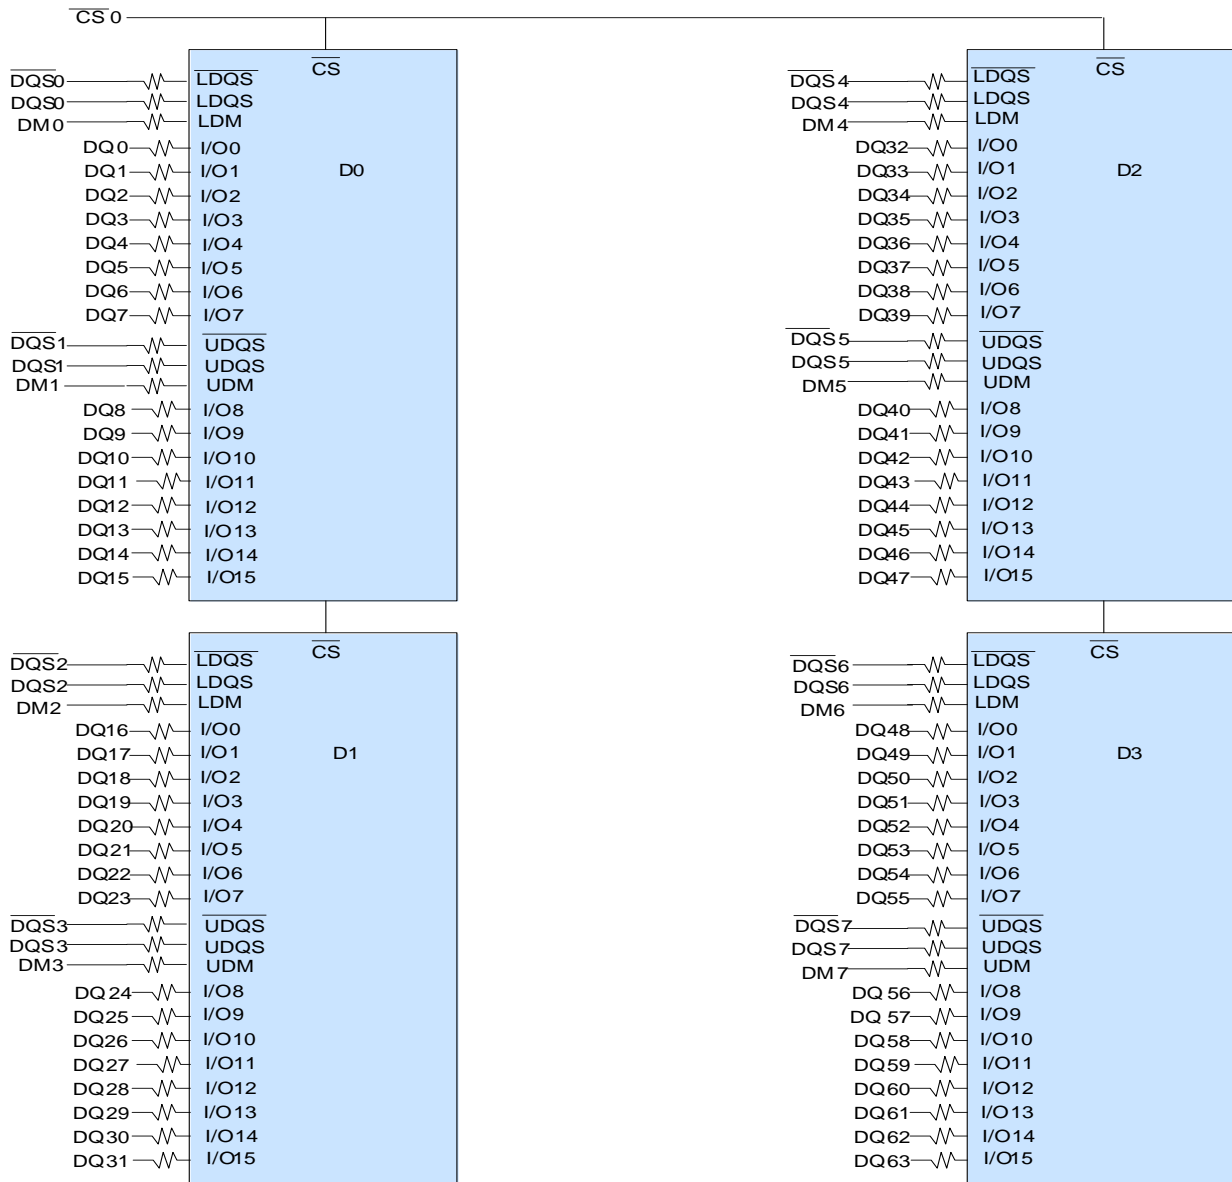 CS 0
CS
DQS0 LDQS
DQS0 LDQS
DM0 LDM
DQ0 I/O0
DQ1 I/O1 D0
DQ2 I/O2
DQ3 I/O3
DQ4 I/O4
DQ5 I/O5
DQ6 I/O6
DQ7 I/O7
DQS1 UDQS
DQS1 UDQS
DM1 UDM
DQ8 I/O8
DQ9 I/O9
DQ10 I/O10
DQ11 I/O11
DQ12 I/O12
DQ13 I/O13
DQ14 I/O14
DQ15 I/O15
CS
DQS2 LDQS
DQS2 LDQS
DM2 LDM
DQ16 I/O0
DQ17 I/O1 D1
DQ18 I/O2
DQ19 I/O3
DQ20 I/O4
DQ21 I/O5
DQ22 I/O6
DQ23 I/O7
DQS3 UDQS
DQS3 UDQS
DM3 UDM
DQ24 I/O8
DQ25 I/O9
DQ26 I/O10
DQ27 I/O11
DQ28 I/O12
DQ29 I/O13
DQ30 I/O14
DQ31 I/O15
CS
DQS4 LDQS
DQS4 LDQS
DM4 LDM
DQ32 I/O0
DQ33 I/O1 D2
DQ34 I/O2
DQ35 I/O3
DQ36 I/O4
DQ37 I/O5
DQ38 I/O6
DQ39 I/O7
DQS5 UDQS
DQS5 UDQS
DM5 UDM
DQ40 I/O8
DQ41 I/O9
DQ42 I/O10
DQ43 I/O11
DQ44 I/O12
DQ45 I/O13
DQ46 I/O14
DQ47 I/O15
CS
DQS6 LDQS
DQS6 LDQS
DM6 LDM
DQ48 I/O0
DQ49 I/O1 D3
DQ50 I/O2
DQ51 I/O3
DQ52 I/O4
DQ53 I/O5
DQ54 I/O6
DQ55 I/O7
DQS7 UDQS
DQS7 UDQS
DM7 UDM
DQ56 I/O8
DQ57 I/O9
DQ58 I/O10
DQ59 I/O11
DQ60 I/O12
DQ61 I/O13
DQ62 I/O14
DQ63 I/O15